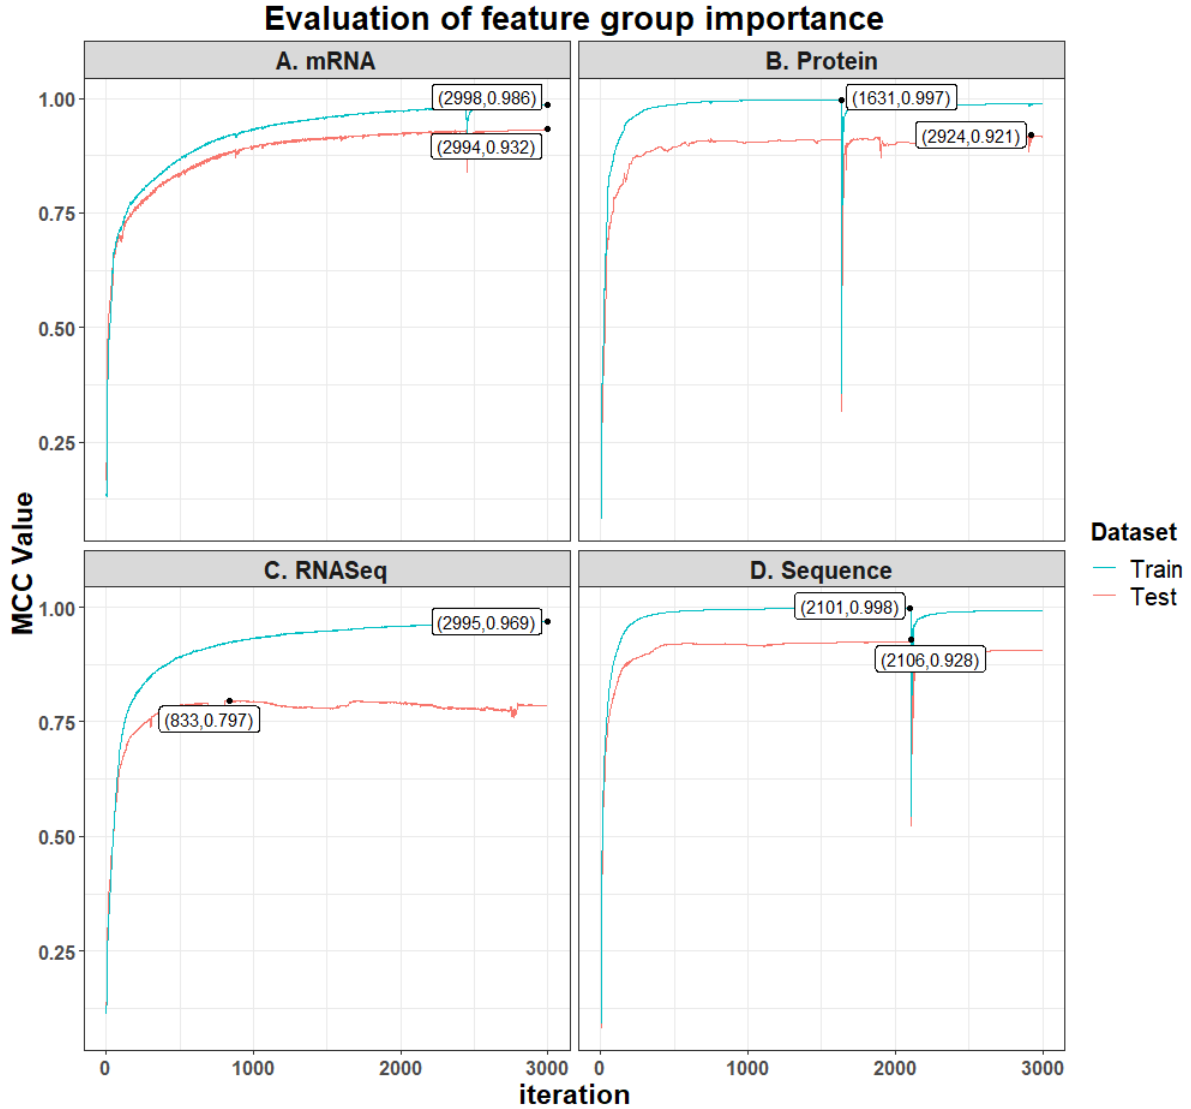 Evaluation of feature group importance
A. mRNA
B. Protein
1.00
0.75
0.50
0.25
(2998,0.986)
(2994,0.932)
(1631,0.997)
(2924,0.921)
MCC Value
C. RNASeq
D. Sequence
1.00
0.75
0.50
0.25
(2995,0.969)
(833,0.797)
(2101,0.998)
(2106,0.928)
0
1000
2000
3000
0
1000
2000
3000
iteration
Dataset
Train
Test